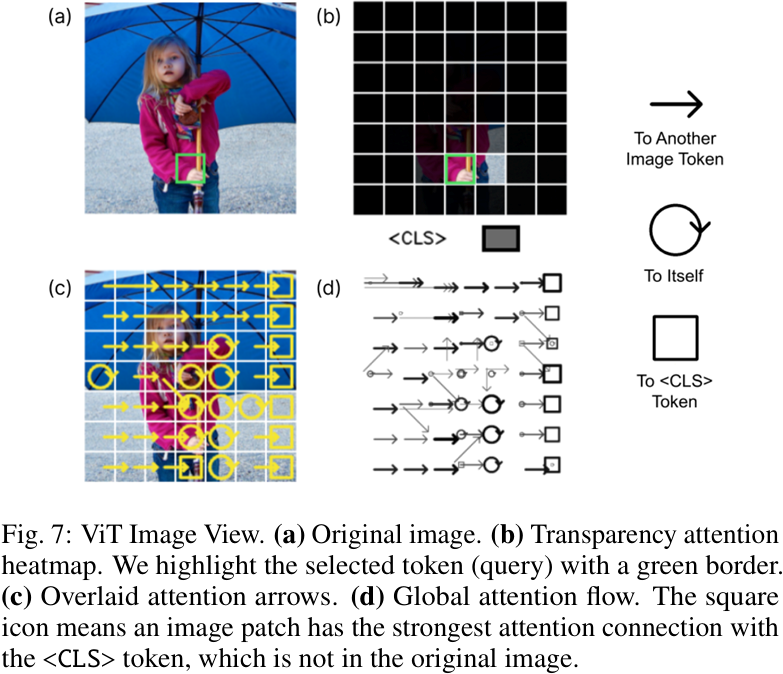 (a)
(b)
To Another
Image Token
<CLS>
To Itself
(c)
(d)
To <CLS>
Token
Fig. 7: ViT Image View. (a) Original image. (b) Transparency attention
heatmap. We highlight the selected token (query) with a green border.
(c) Overlaid attention arrows. (d) Global attention flow. The square
icon means an image patch has the strongest attention connection with
the <CLS> token, which is not in the original image.